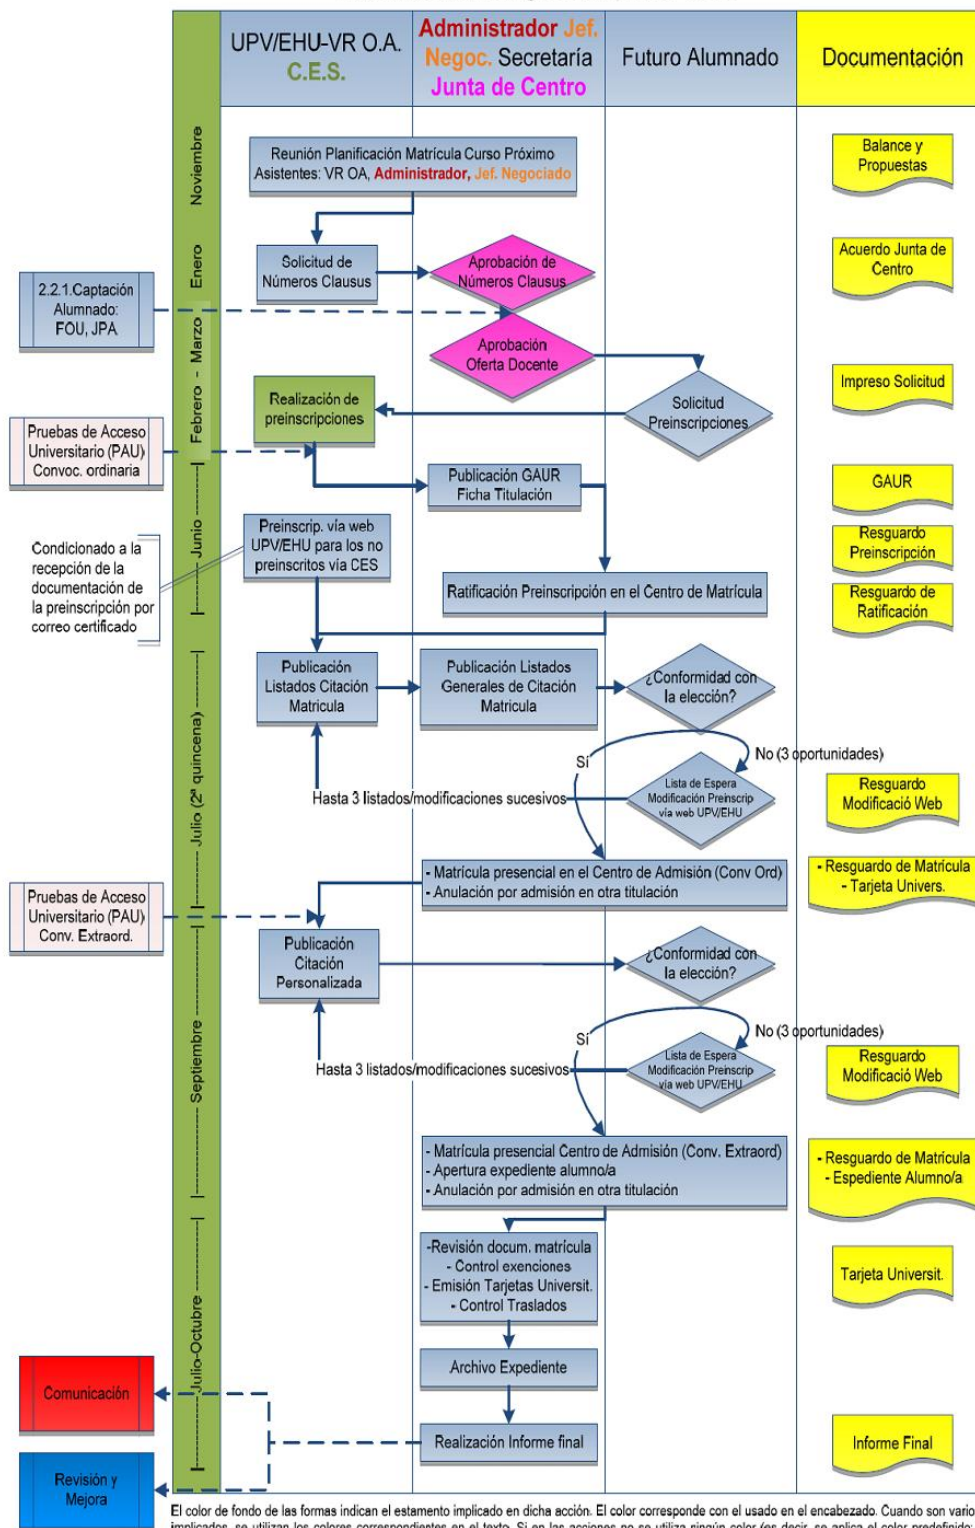 UPV/EHU-VR O.A.
C.E.S.
Administrador Jef.
Negoc. Secretaría
Junta de Centro
Futuro Alumnado
Documentación
Noviembre
Reunión Planificación Matrícula Curso Próximo
Asistentes: VR OA, Administrador, Jef. Negociado
Balance y
Propuestas
Enero
Solicitud de
Números Clausus
Aprobación de
Números Clausus
Acuerdo Junta de
Centro
2.2.1.Captación
Alumnado:
FOU, JPA
Febrero - Marzo
Aprobación
Oferta Docente
Realización de
preinscripciones
Solicitud
Preinscripciones
Impreso Solicitud
Pruebas de Acceso
Universitario (PAU)
Convoc. ordinaria
Junio
Publicación GAUR
Ficha Titulación
GAUR
Condicionado a la
recepción de la
documentación de
la preinscripción por
correo certificado
Preinscrip. vía web
UPV/EHU para los no
preinscritos vía CES
Resguardo
Preinscripción
Ratificación Preinscripción en el Centro de Matrícula
Resguardo de
Ratificación
Julio (2ª quincena)
Publicación
Listados Citación
Matricula
Publicación Listados
Generales de Citación
Matricula
¿Conformidad con
la elección?
Sí
No (3 oportunidades)
Hasta 3 listados/modificaciones sucesivos
Lista de Espera
Modificación Preinscrip
vía web UPV/EHU
Resguardo
Modificació Web
- Matrícula presencial en el Centro de Admisión (Conv Ord)
- Anulación por admisión en otra titulación
- Resguardo de Matrícula
- Tarjeta Univers.
Pruebas de Acceso
Universitario (PAU)
Conv. Extraord.
Septiembre
Publicación
Citación
Personalizada
¿Conformidad con
la elección?
Sí
No (3 oportunidades)
Hasta 3 listados/modificaciones sucesivos
Lista de Espera
Modificación Preinscrip
vía web UPV/EHU
Resguardo
Modificació Web
- Matrícula presencial Centro de Admisión (Conv. Extraord)
- Apertura expediente alumno/a
- Anulación por admisión en otra titulación
- Resguardo de Matrícula
- Espediente Alumno/a
Julio-Octubre
-Revisión docum. matrícula
- Control exenciones
- Emisión Tarjetas Universit.
- Control Traslados
Tarjeta Universit.
Archivo Expediente
Comunicación
Realización Informe final
Informe Final
Revisión y
Mejora
El color de fondo de las formas indican el estamento implicado en dicha acción. El color corresponde con el usado en el encabezado. Cuando son vario